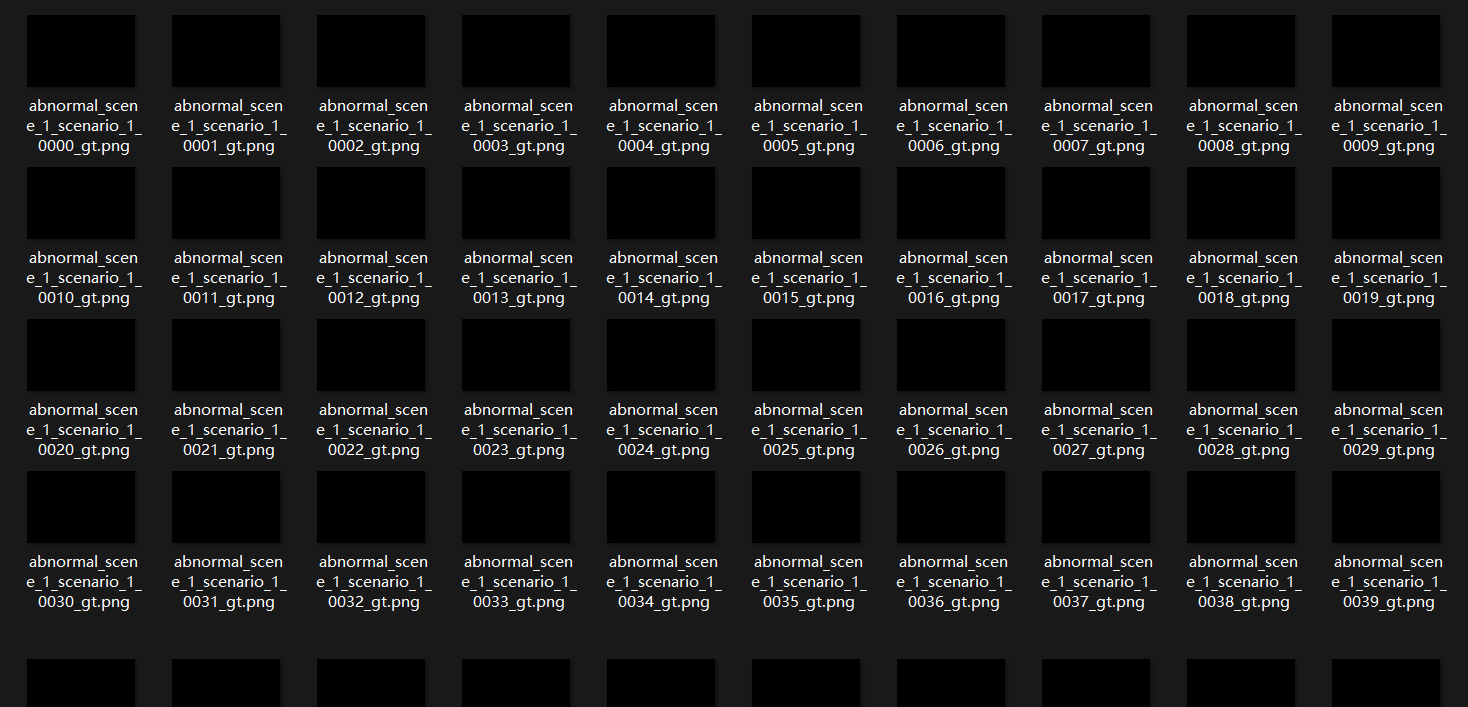 abnormal_scen abnormal_scen abnormal_scen abnormal_scen abnormal_scen abnormal_scen abnormal_scen abnormal_scen abnormal_scen abnormal_scen
e_1_scenario_1_ e_1_scenario_1_ e_1_scenario_1_ e_1_scenario_1_ e_1_scenario_1_ e_1_scenario_1_ e_1_scenario_1_ e_1_scenario_1_ e_1_scenario_1_ e_1_scenario_1_
0000_gt.png 0001_gt.png 0002_gt.png 0003_gt.png 0004_gt.png 0005_gt.png 0006_gt.png 0007_gt.png 0008_gt.png 0009_gt.png
abnormal_scen abnormal_scen abnormal_scen abnormal_scen abnormal_scen abnormal_scen abnormal_scen abnormal_scen abnormal_scen abnormal_scen
e_1_scenario_1_ e_1_scenario_1_ e_1_scenario_1_ e_1_scenario_1_ e_1_scenario_1_ e_1_scenario_1_ e_1_scenario_1_ e_1_scenario_1_ e_1_scenario_1_ e_1_scenario_1_
0010_gt.png 0011_gt.png 0012_gt.png 0013_gt.png 0014_gt.png 0015_gt.png 0016_gt.png 0017_gt.png 0018_gt.png 0019_gt.png
abnormal_scen abnormal_scen abnormal_scen abnormal_scen abnormal_scen abnormal_scen abnormal_scen abnormal_scen abnormal_scen abnormal_scen
e_1_scenario_1_ e_1_scenario_1_ e_1_scenario_1_ e_1_scenario_1_ e_1_scenario_1_ e_1_scenario_1_ e_1_scenario_1_ e_1_scenario_1_ e_1_scenario_1_ e_1_scenario_1_
0020_gt.png 0021_gt.png 0022_gt.png 0023_gt.png 0024_gt.png 0025_gt.png 0026_gt.png 0027_gt.png 0028_gt.png 0029_gt.png
abnormal_scen abnormal_scen abnormal_scen abnormal_scen abnormal_scen abnormal_scen abnormal_scen abnormal_scen abnormal_scen abnormal_scen
e_1_scenario_1_ e_1_scenario_1_ e_1_scenario_1_ e_1_scenario_1_ e_1_scenario_1_ e_1_scenario_1_ e_1_scenario_1_ e_1_scenario_1_ e_1_scenario_1_ e_1_scenario_1_
0030_gt.png 0031_gt.png 0032_gt.png 0033_gt.png 0034_gt.png 0035_gt.png 0036_gt.png 0037_gt.png 0038_gt.png 0039_gt.png